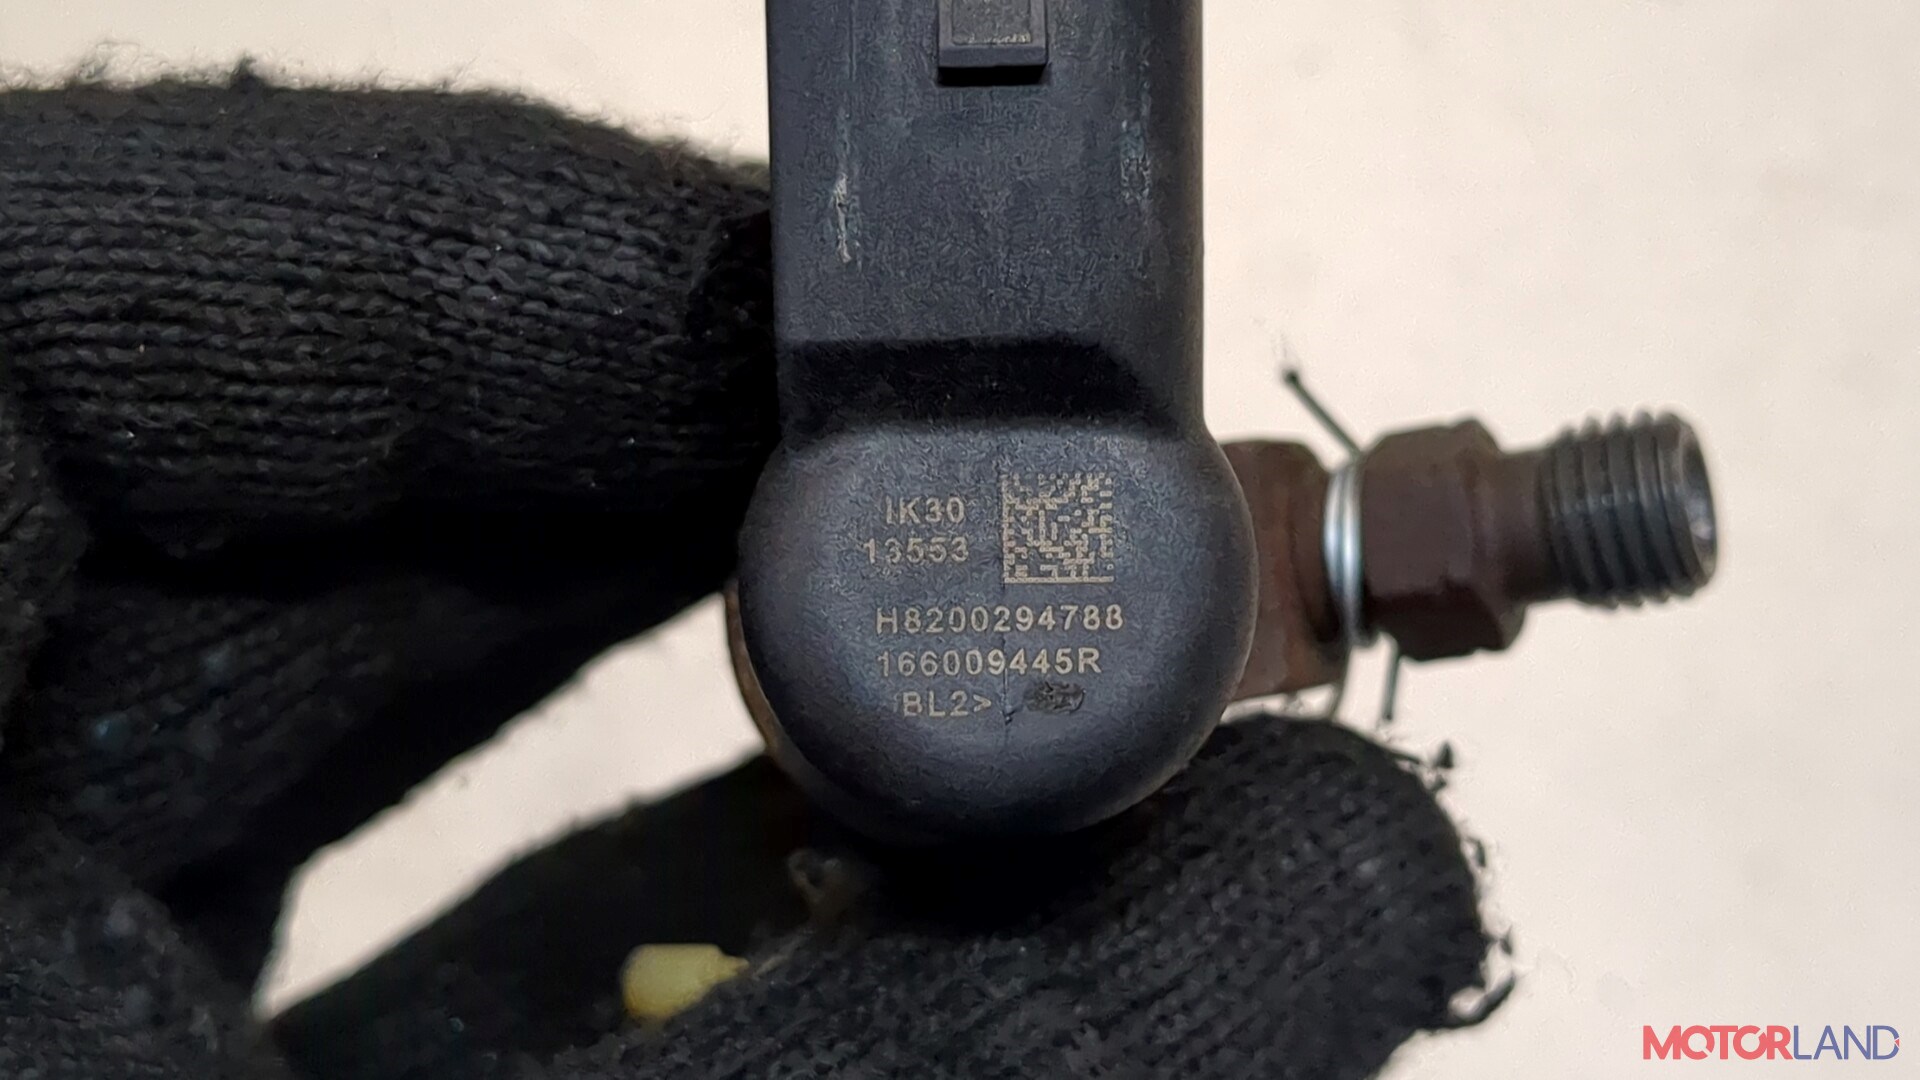 IK30
13553
H8200294788
166009445R
BL2>
MOTORLAND